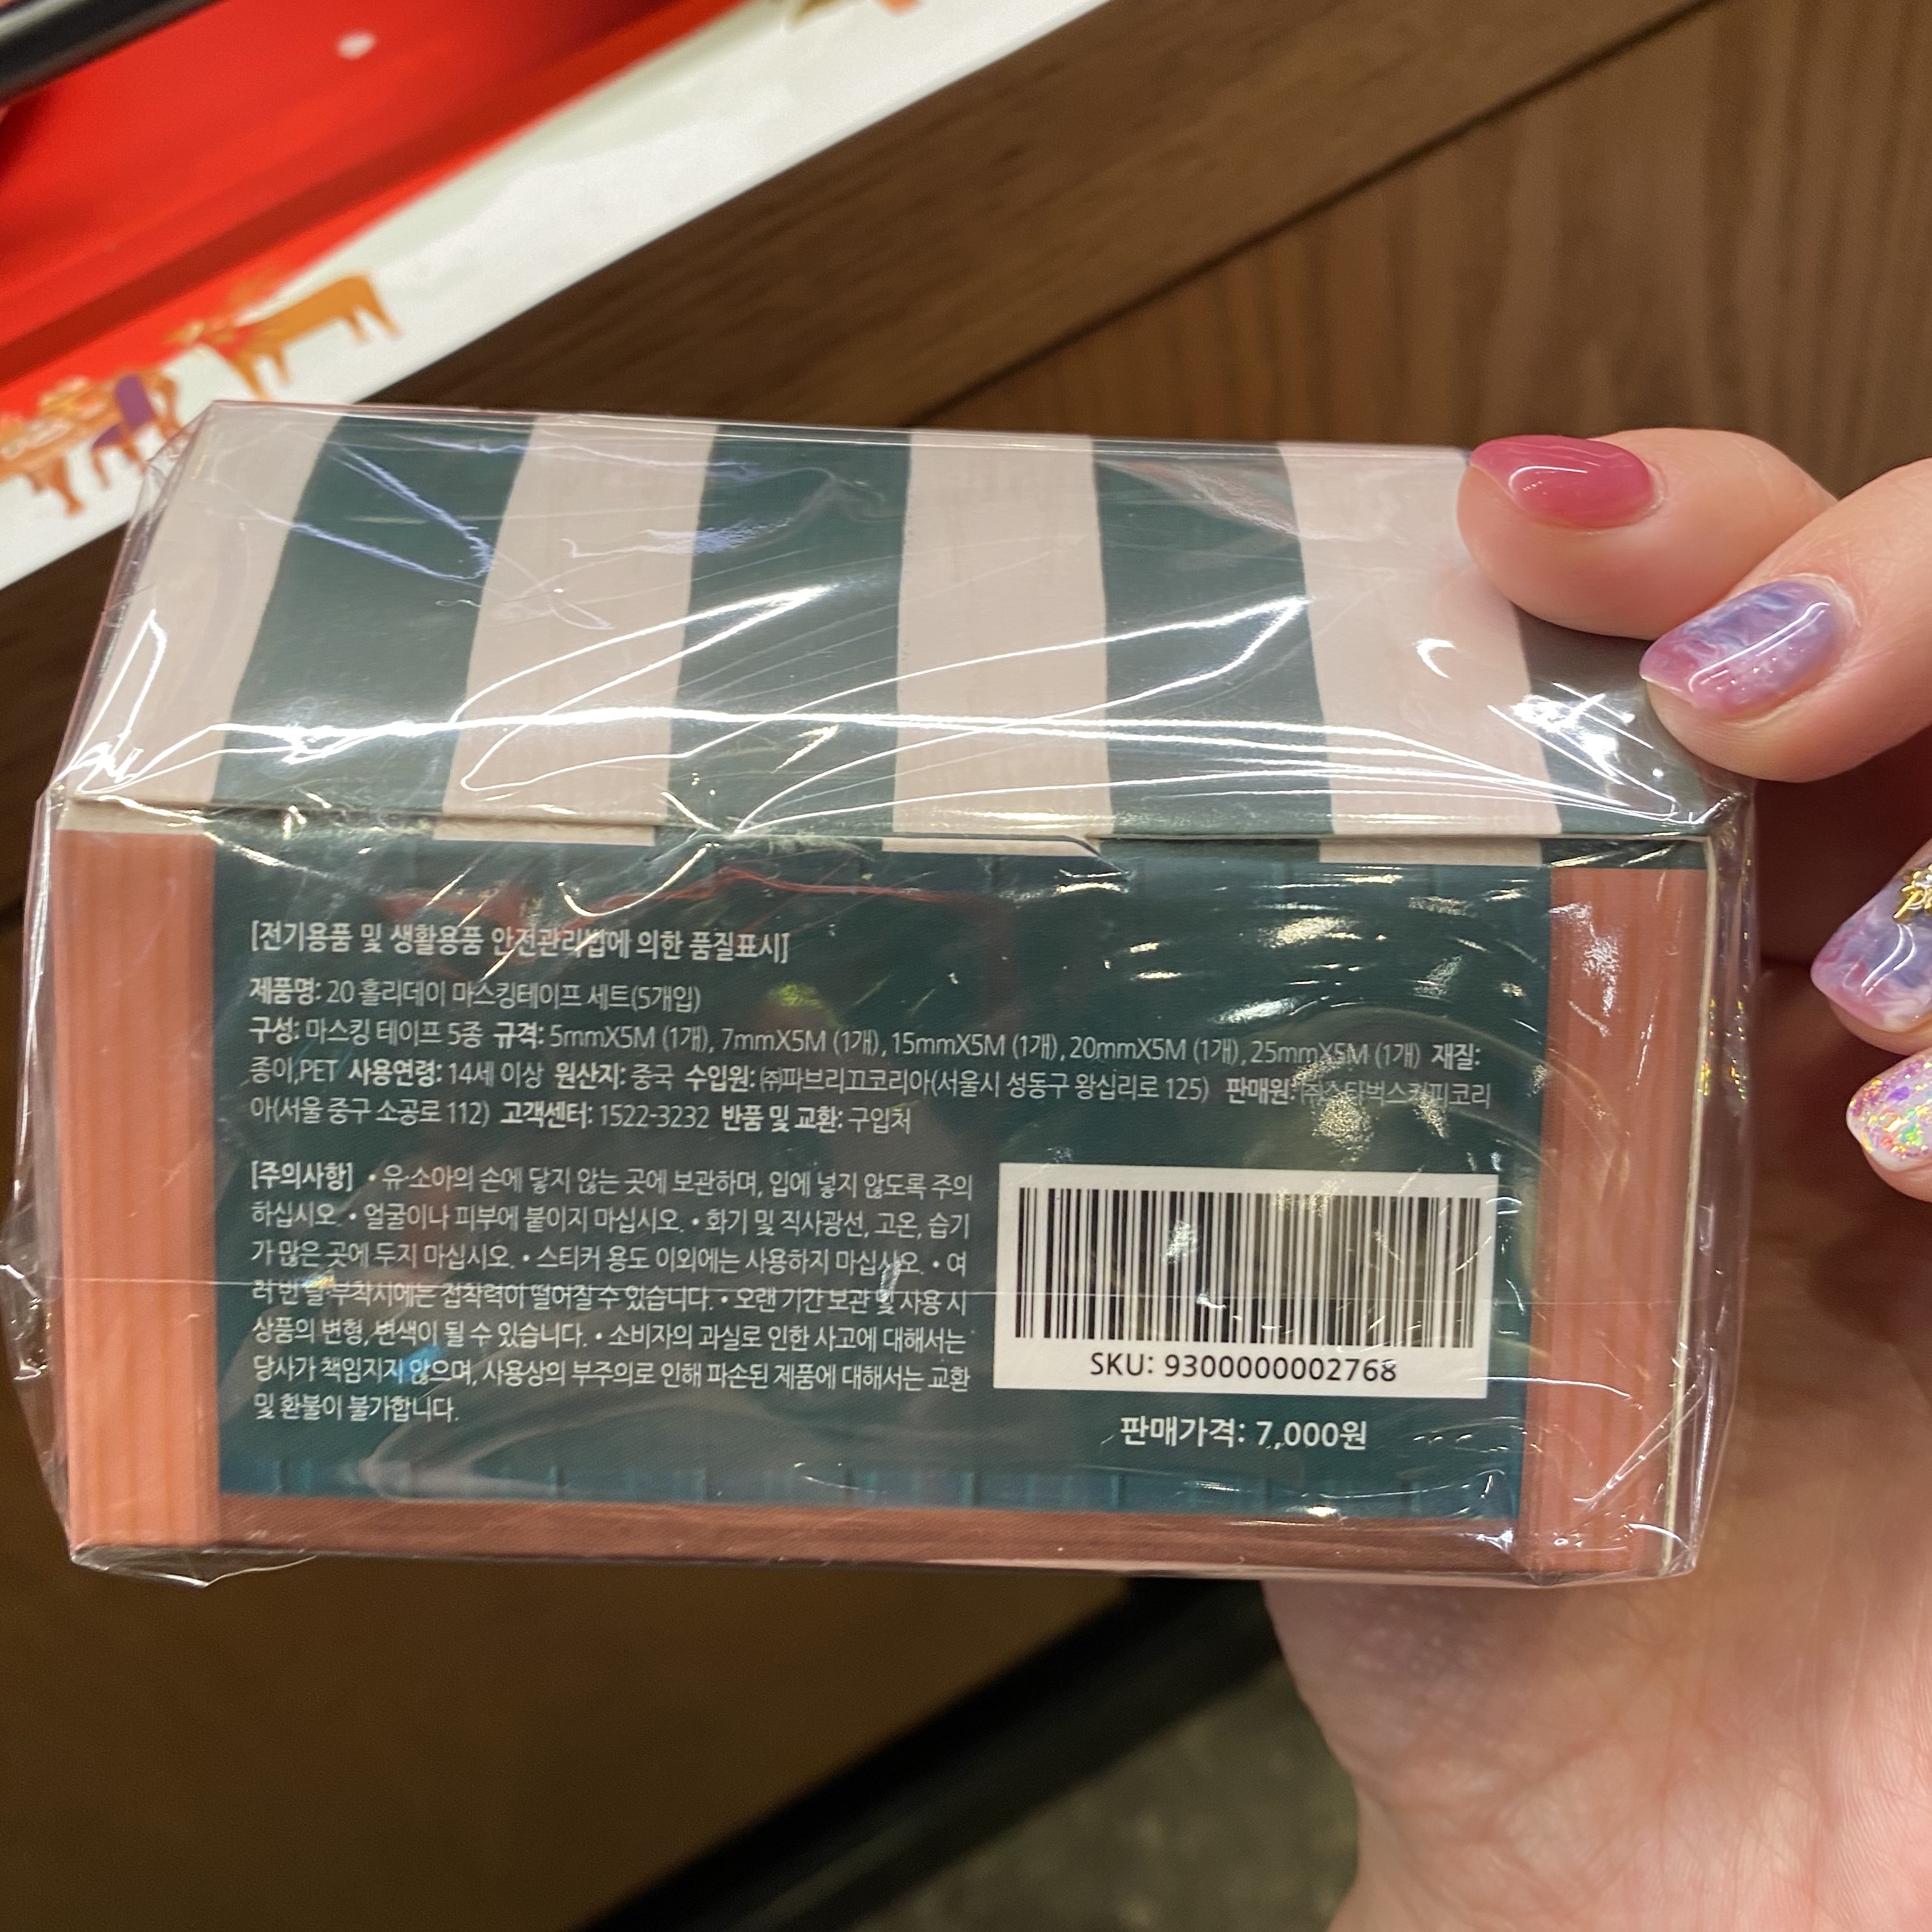 [전기용품 및 생활용품 안전관리법에 의한 품질표시]
제품명: 20 홀리데이 마스킹테이프 세트(5개입)
구성: 마스킹 테이프 5종 규격: 5mmX5M (1개), 7mmX5M (1개), 15mmX5M (1개), 20mmX5M (1개), 25mmX5M (1개) 재질:
종이,PET 사용연령: 14세 이상 원산지: 중국 수입원: ㈜파브리끄코리아(서울시 성동구 왕십리로 125) 판매원: ㈜스타벅스커피코리
아(서울 중구 소공로 112) 고객센터: 1522-3232 반품 및 교환: 구입처
[주의사항] • 유·소아의 손에 닿지 않는 곳에 보관하며, 입에 넣지 않도록 주의
하십시오. • 얼굴이나 피부에 붙이지 마십시오. • 화기 및 직사광선, 고온, 습기
가 많은 곳에 두지 마십시오. • 스티커 용도 이외에는 사용하지 마십시오. • 여
러 번 탈·부착시에는 접착력이 떨어질 수 있습니다. • 오랜 기간 보관 및 사용 시
상품의 변형, 변색이 될 수 있습니다. • 소비자의 과실로 인한 사고에 대해서는
당사가 책임지지 않으며, 사용상의 부주의로 인해 파손된 제품에 대해서는 교환
및 환불이 불가합니다.
SKU: 9300000002768
판매가격: 7,000원